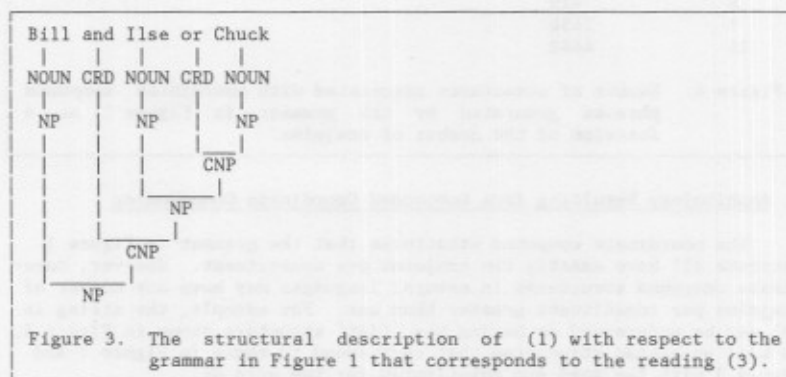 Bill and Ilse or Chuck
NOUN CRD NOUN CRD NOUN
NP NP NP
CNP
NP
CNP
NP
Figure 3. The structural description of (1) with respect to the
grammar in Figure 1 that corresponds to the reading (3).